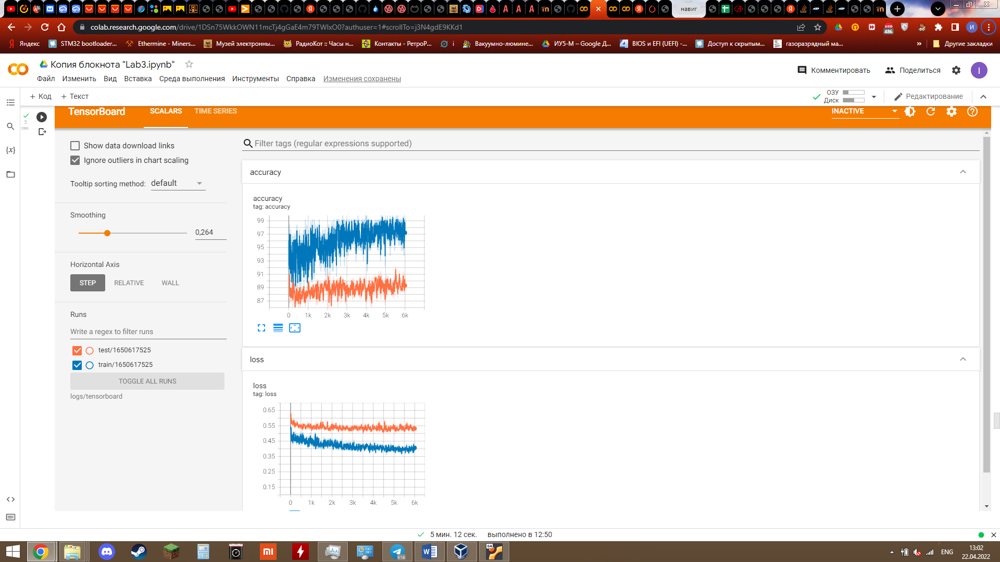 навиг
colab.research.google.com/drive/1DSn75WkkOWN11mcTj4gGaE4m79TWlxO0?authuser=1#scrollTo=j3N4gdE9KKd1
486
И
Яндекс
STM32 bootloader...
Ethermine - Miners...
Музей электронны...
РадиоКот :: Часы н...
Контакты - РетроР...
i
Вакуумно-люмине...
ИУ5-М – Google Д...
BIOS и EFI (UEFI) -...
Доступ к скрытым...
газоразрядный ма...
»
Другие закладки
Копия блокнота "Lab3.ipynb"
Файл Изменить Вид Вставка Среда выполнения Инструменты Справка Изменения сохранены
Комментировать
Поделиться
I
+ Код + Текст
ОЗУ
Диск
Редактирование
5
сек.
{x}
TensorBoard
SCALARS
TIME SERIES
INACTIVE
Show data download links
Ignore outliers in chart scaling
Tooltip sorting method: default
Smoothing
0,264
Horizontal Axis
STEP RELATIVE WALL
Runs
Write a regex to filter runs
test/1650617525
train/1650617525
TOGGLE ALL RUNS
logs/tensorboard
Filter tags (regular expressions supported)
accuracy
accuracy
tag: accuracy
99
97
95
93
91
89
87
0 1k 2k 3k 4k 5k 6k
loss
loss
tag: loss
0.65
0.55
0.45
0.35
0.25
0.15
0 1k 2k 3k 4k 5k 6k
5 мин. 12 сек. выполнено в 12:50
916
64
ENG
13:02
22.04.2022